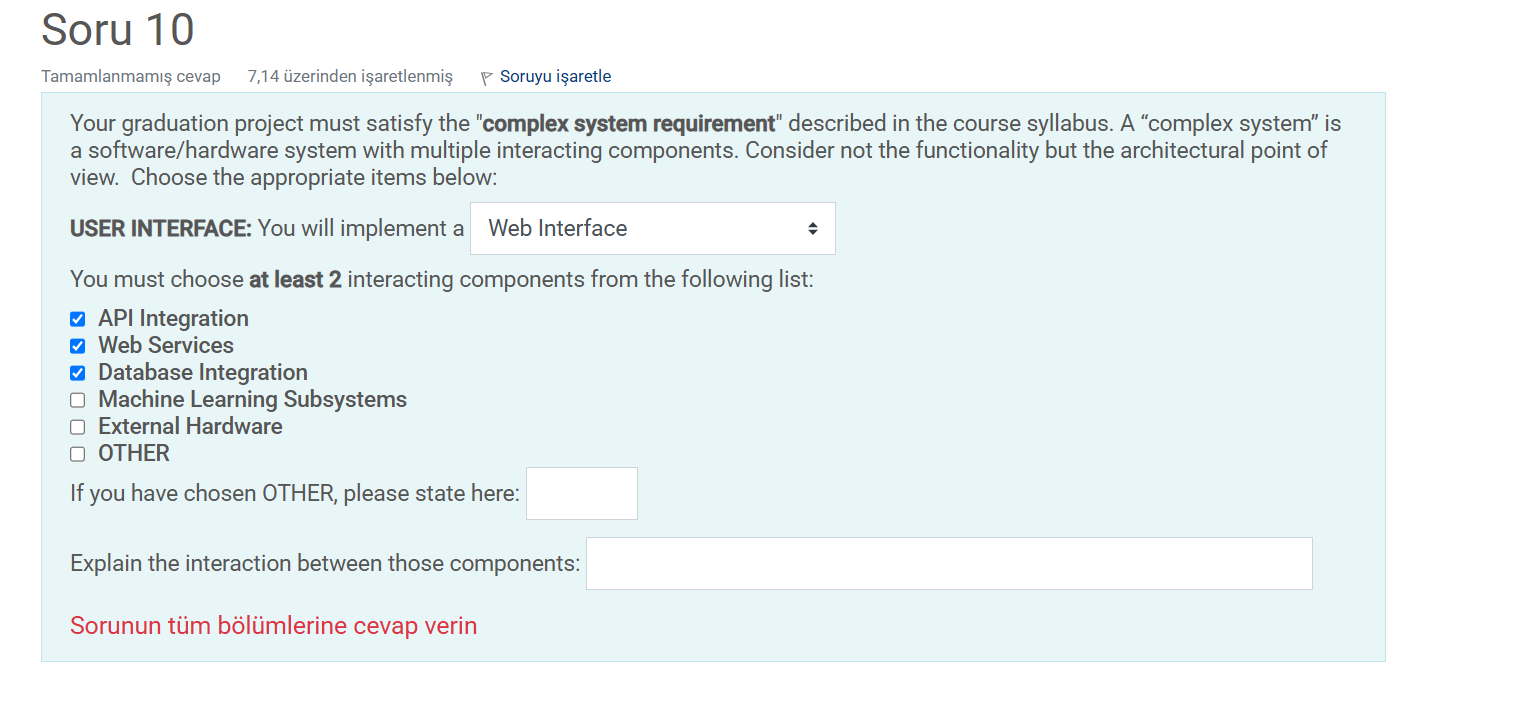 Soru 10
Tamamlanmamış cevap 7,14 üzerinden işaretlenmiş Soruyu işaretle
Your graduation project must satisfy the "complex system requirement" described in the course syllabus. A “complex system” is
a software/hardware system with multiple interacting components. Consider not the functionality but the architectural point of
view. Choose the appropriate items below:
USER INTERFACE: You will implement a Web Interface
You must choose at least 2 interacting components from the following list:
API Integration
Web Services
Database Integration
Machine Learning Subsystems
External Hardware
OTHER
If you have chosen OTHER, please state here:
Explain the interaction between those components:
Sorunun tüm bölümlerine cevap verin